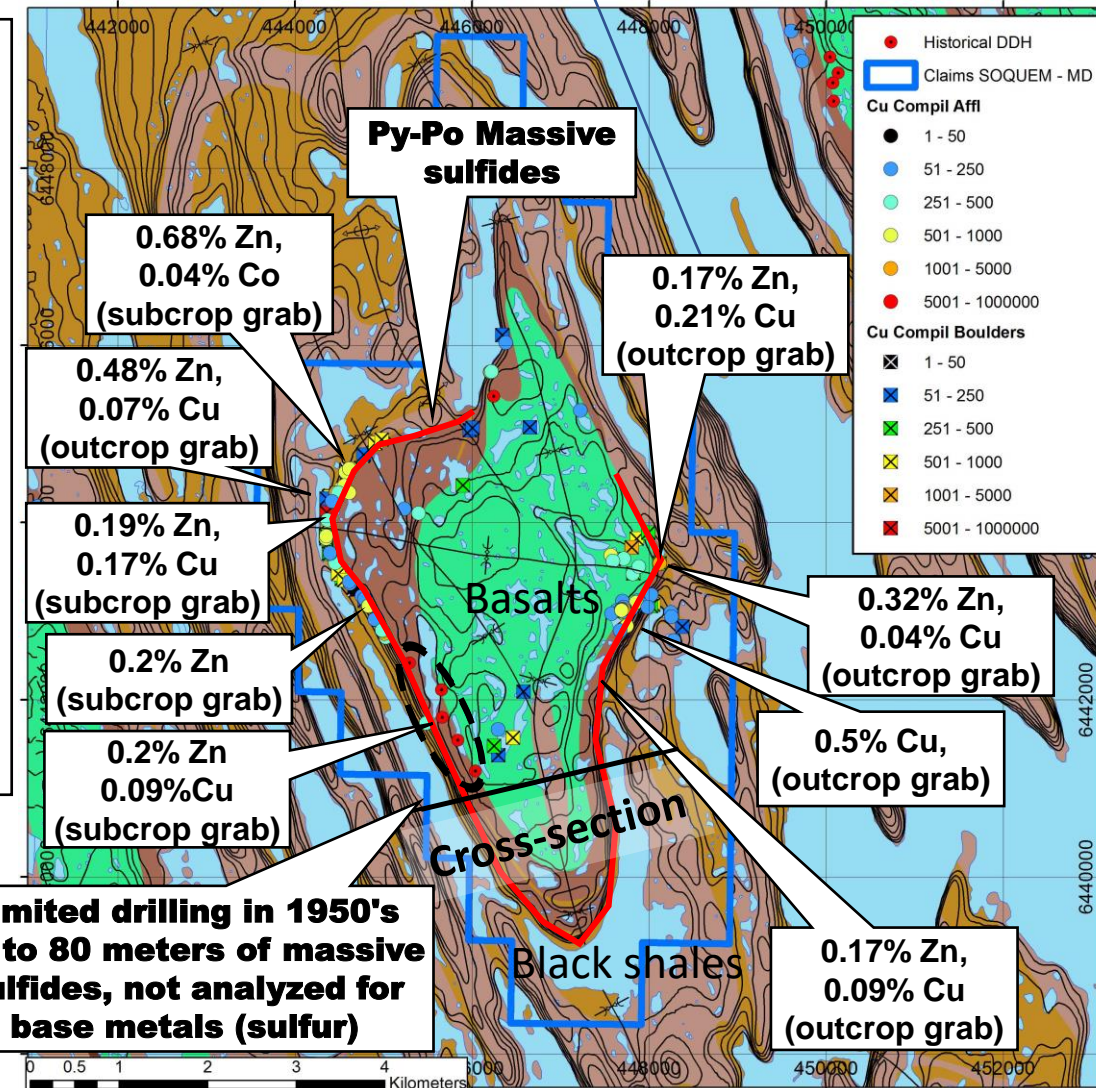 442000
444000
446000
448000
450000
Historical DDH
Claims SOQUEM - MD
Cu Compil Affl
1 - 50
51 - 250
251 - 500
501 - 1000
1001 - 5000
5001 - 1000000
Cu Compil Boulders
1 - 50
51 - 250
251 - 500
501 - 1000
1001 - 5000
5001 - 1000000
Py-Po Massive
sulfides
6448000
0.68% Zn,
0.04% Co
(subcrop grab)
0.17% Zn,
0.21% Cu
(outcrop grab)
0.48% Zn,
0.07% Cu
(outcrop grab)
0.19% Zn,
0.17% Cu
(subcrop grab)
Basalts
0.32% Zn,
0.04% Cu
(outcrop grab)
0.2% Zn
(subcrop grab)
6442000
0.2% Zn
0.09%Cu
(subcrop grab)
0.5% Cu,
(outcrop grab)
Cross-section
6440000
mited drilling in 1950's
to 80 meters of massive
ulfides, not analyzed for
base metals (sulfur)
Black shales
0.17% Zn,
0.09% Cu
(outcrop grab)
0 0.5 1 2 3 4
Kilometers
448000
450000
452000